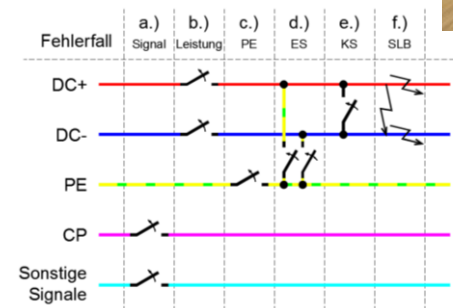 a.) b.) c.) d.) e.) f.)
Fehlerfall Signal Leistung PE ES KS SLB
DC+
DC-
PE
CP
Sonstige
Signale